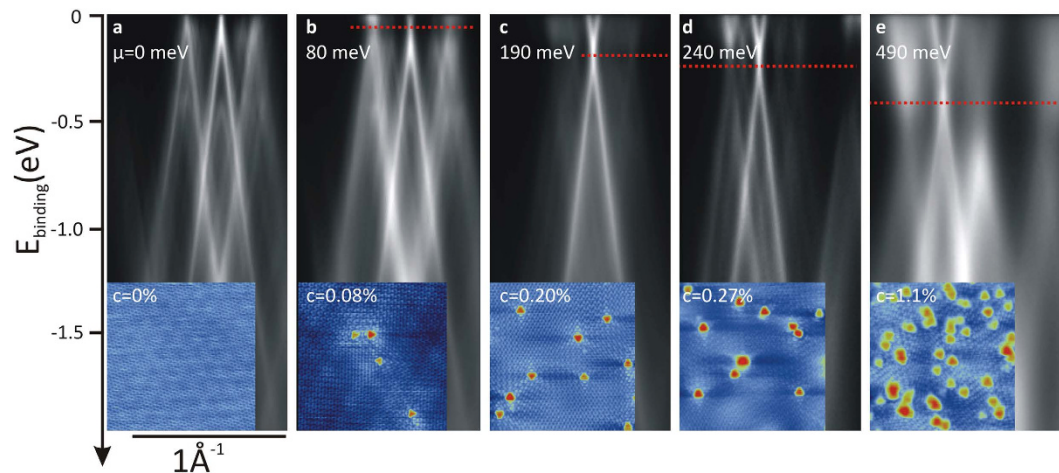 0
-0.5
-1.0
-1.5
E_binding(eV)
a
μ=0 meV
c=0%
b
80 meV
c=0.08%
c
190 meV
c=0.20%
d
240 meV
c=0.27%
e
490 meV
c=1.1%
1Å⁻¹